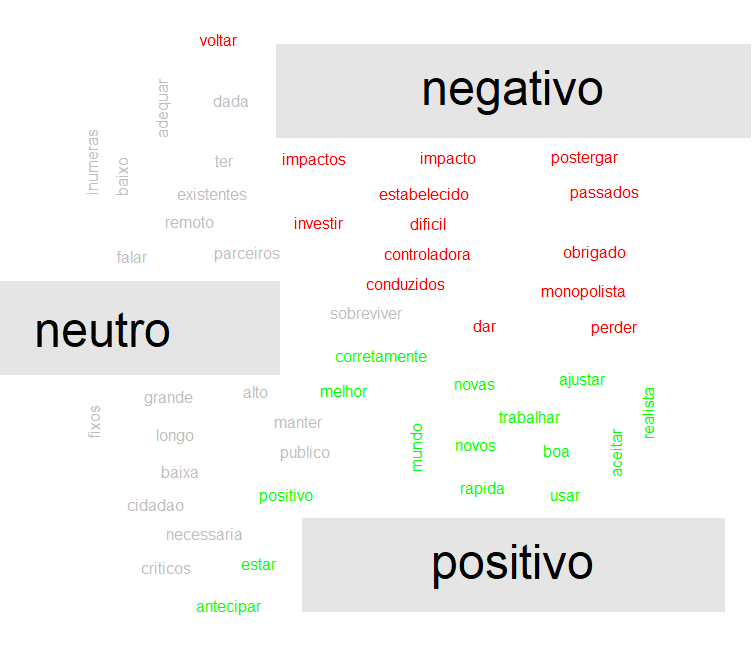 voltar
negativo
adequar
dada
inumeras
baixo
ter
impactos
impacto
postergar
existentes
estabelecido
passados
remoto
investir
dificil
falar
parceiros
controladora
obrigado
conduzidos
monopolista
sobreviver
neutro
dar
perder
corretamente
grande
alto
melhor
novas
ajustar
realista
fixos
manter
trabalhar
longo
publico
mundo
novos
boa
aceitar
baixa
positivo
rapida
usar
cidadao
necessaria
positivo
criticos
estar
antecipar